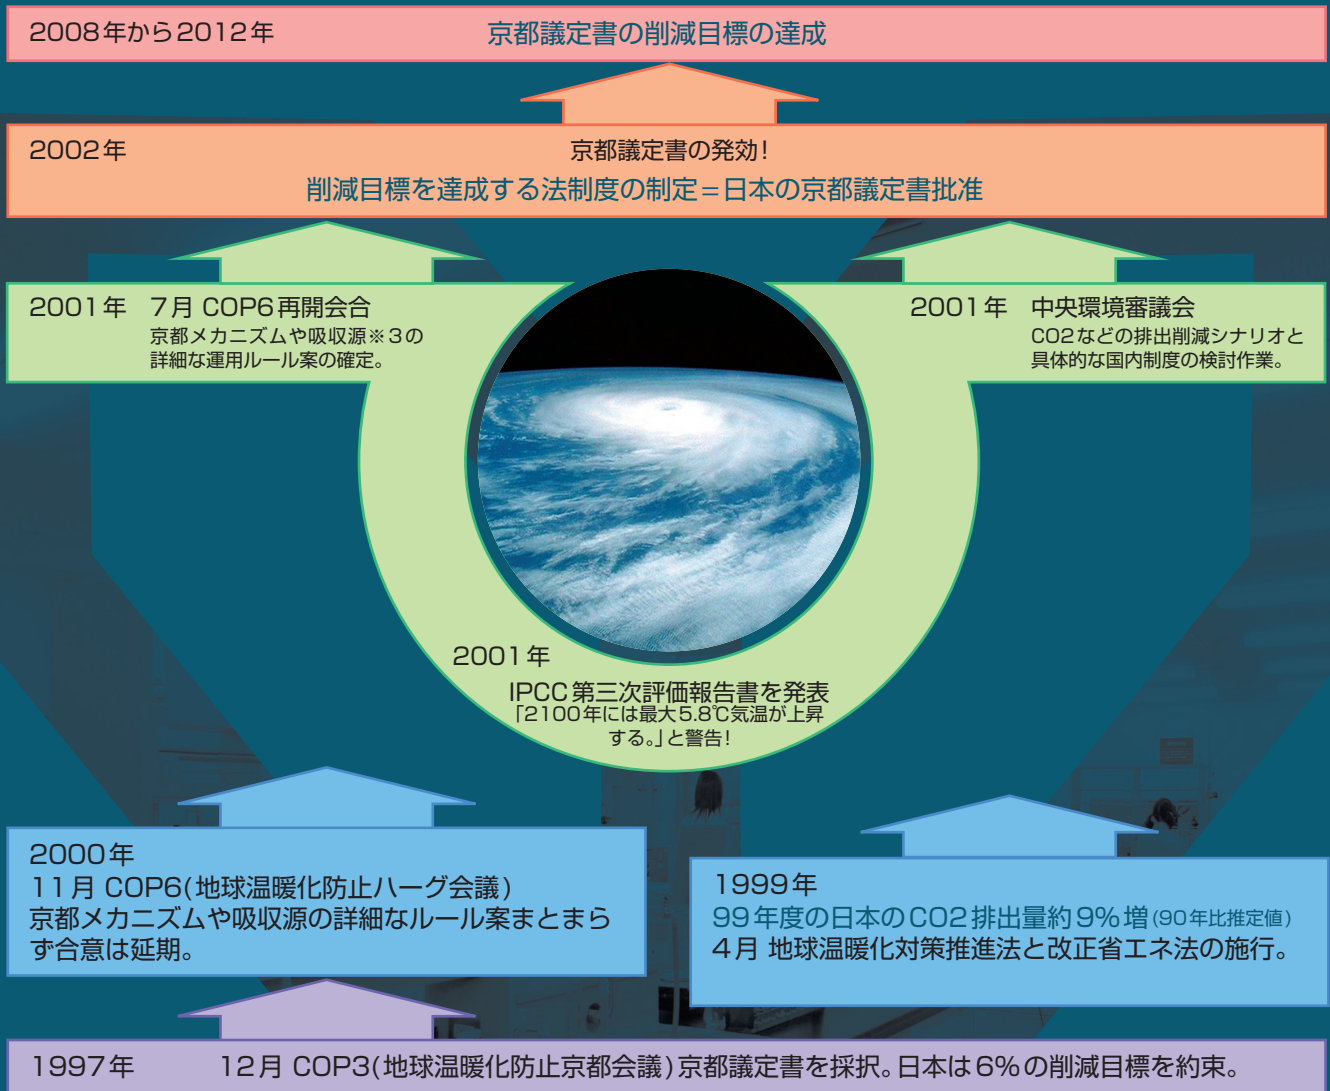 2008年から2012年 京都議定書の削減目標の達成
2002年 京都議定書の発効!
削減目標を達成する法制度の制定=日本の京都議定書批准
2001年 7月 COP6再開会合
京都メカニズムや吸収源※3の
詳細な運用ルール案の確定。
2001年 中央環境審議会
CO2などの排出削減シナリオと
具体的な国内制度の検討作業。
2001年
IPCC第三次評価報告書を発表
「2100年には最大5.8℃気温が上昇
する。」と警告!
2000年
11月 COP6(地球温暖化防止ハーグ会議)
京都メカニズムや吸収源の詳細なルール案まとまら
ず合意は延期。
1999年
99年度の日本のCO2排出量約9%増(90年比推定値)
4月 地球温暖化対策推進法と改正省エネ法の施行。
1997年 12月 COP3(地球温暖化防止京都会議)京都議定書を採択。日本は6%の削減目標を約束。